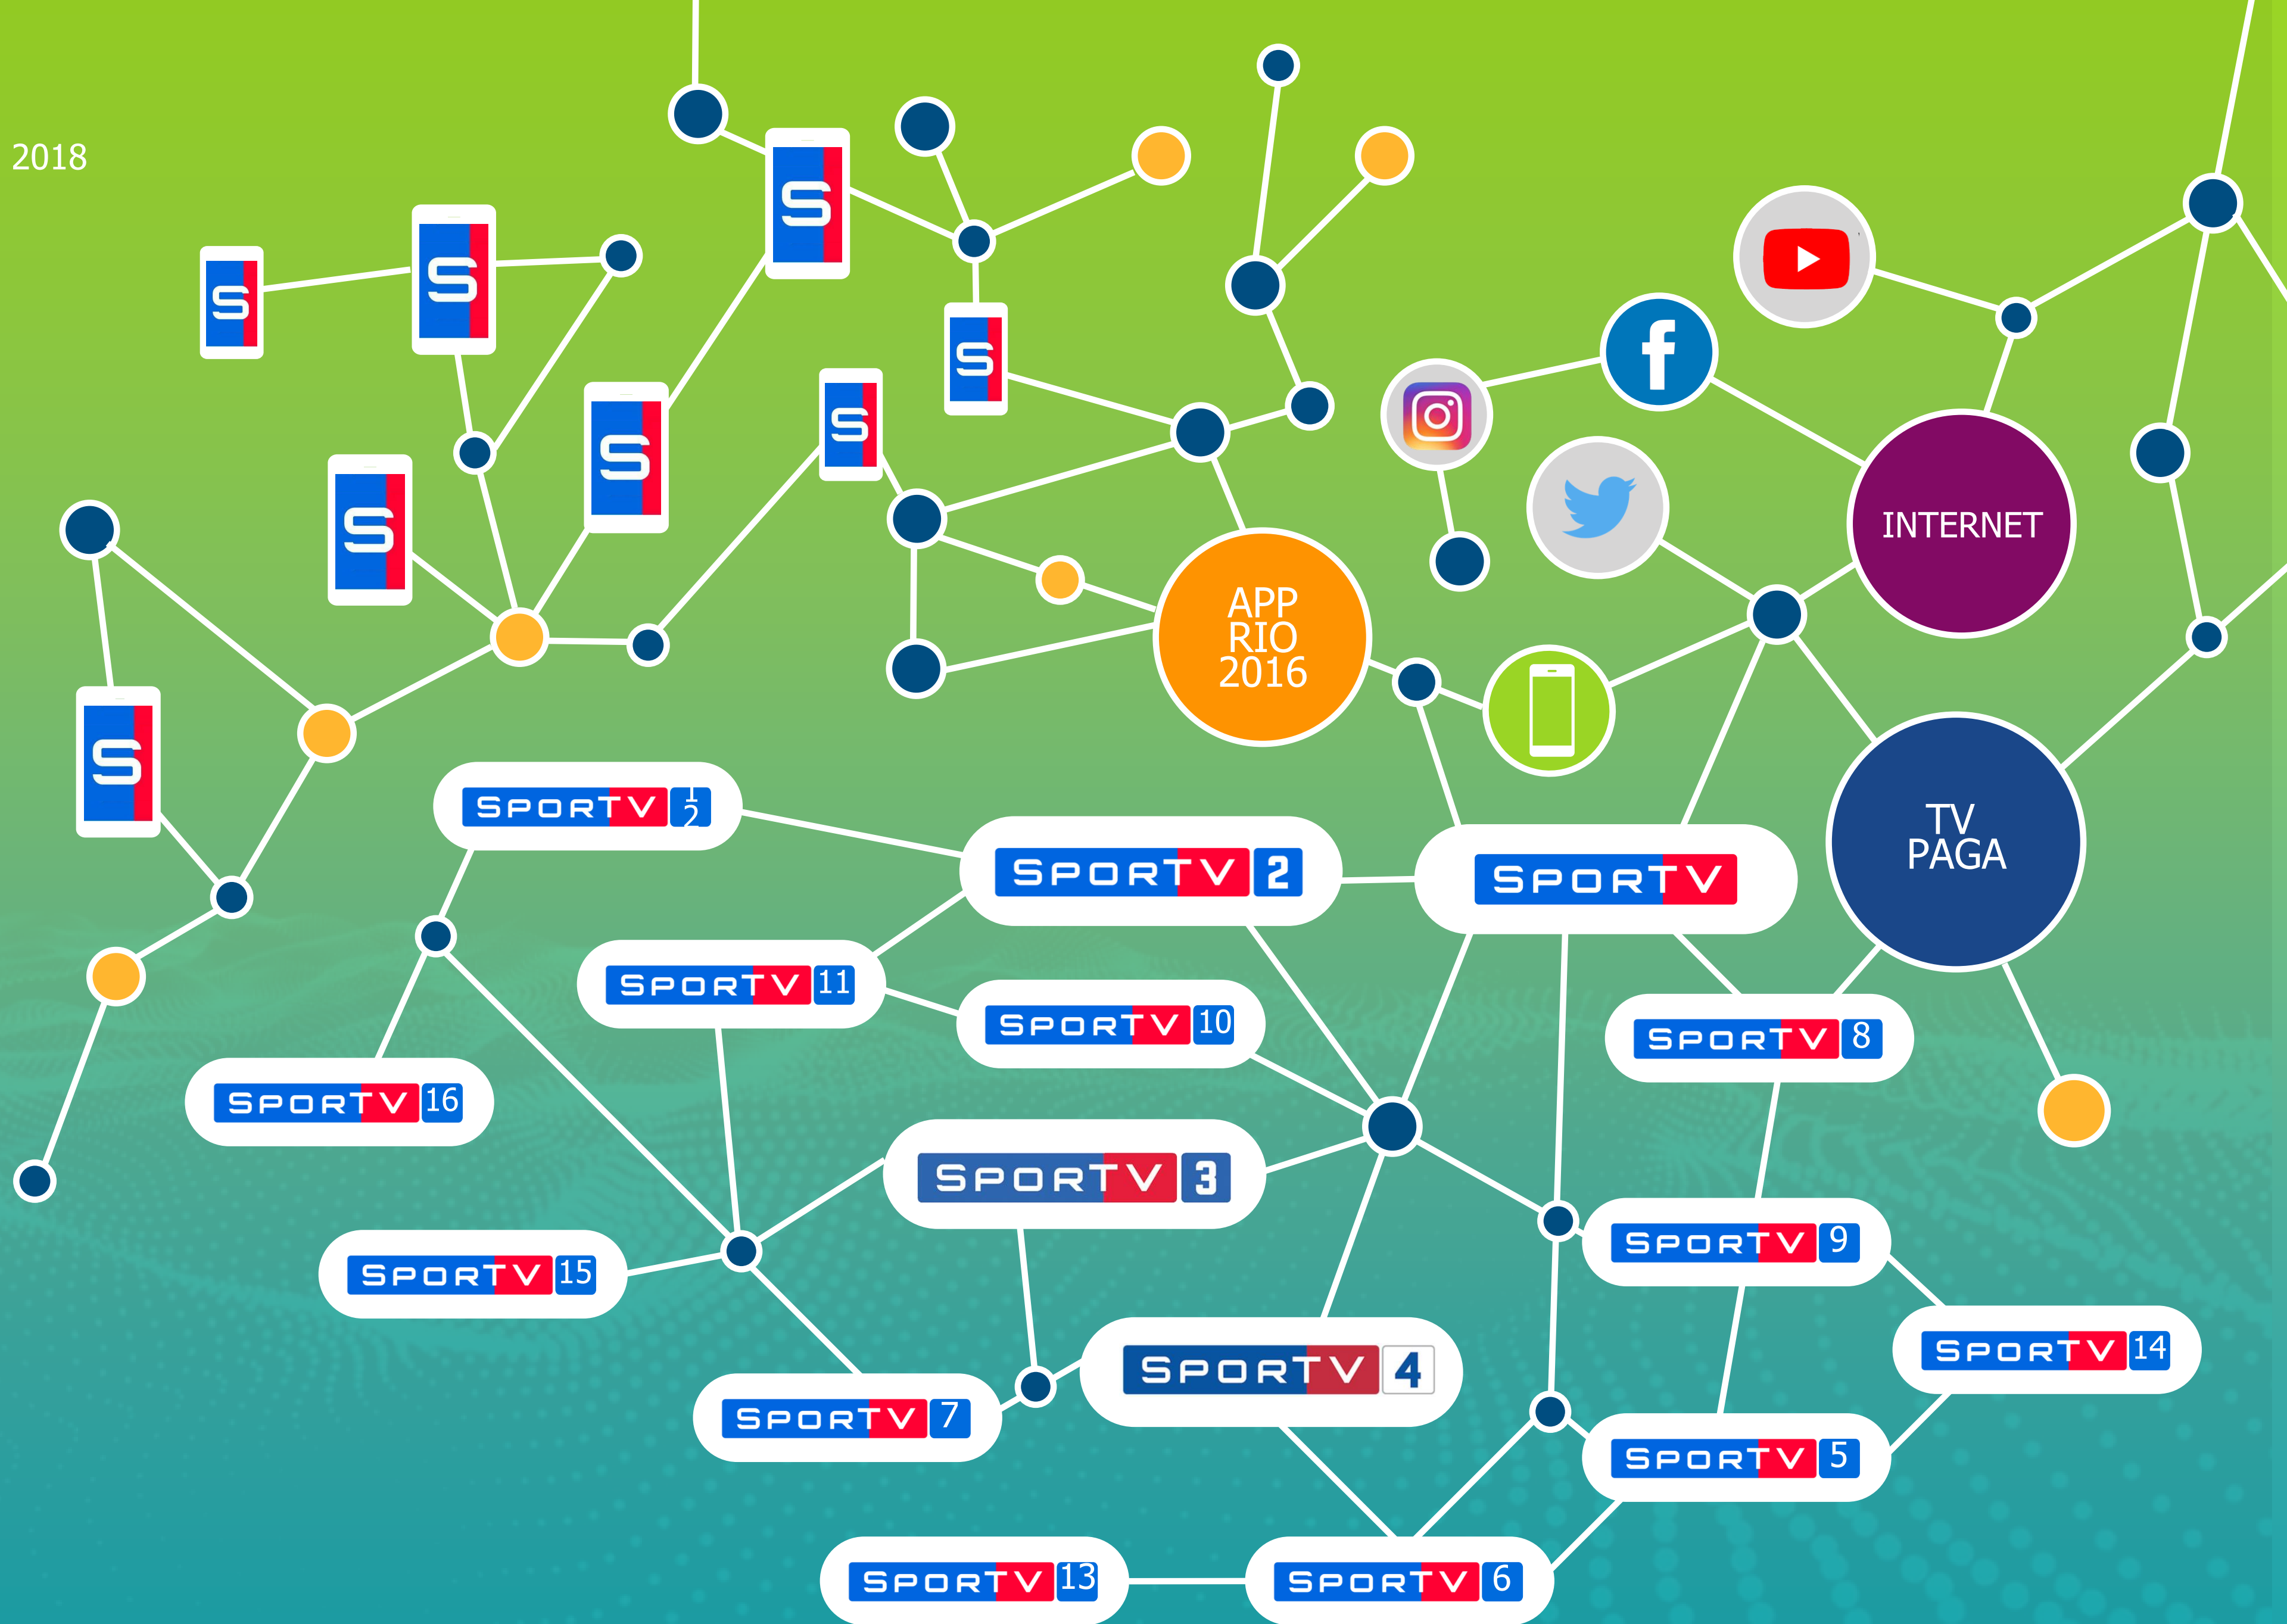 2018
S
S
S
S
S
S
S
S
f
INTERNET
APP
RIO
2016
TV
PAGA
SPORTV 1
2
SPORTV 2
SPORTV
SPORTV 11
SPORTV 10
SPORTV 8
SPORTV 16
SPORTV 3
SPORTV 9
SPORTV 15
SPORTV 14
SPORTV 4
SPORTV 7
SPORTV 5
SPORTV 13
SPORTV 6